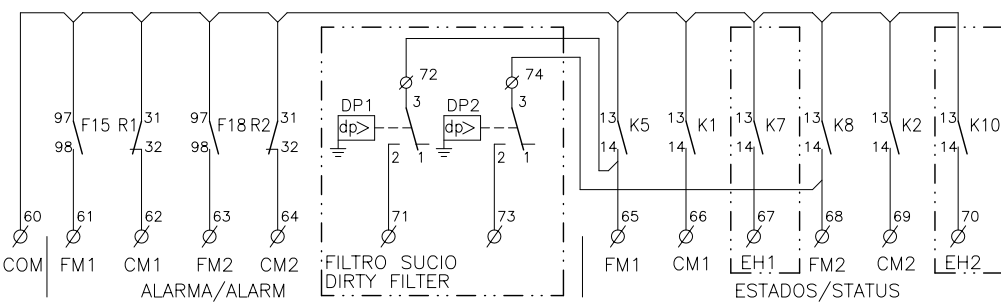 72
74
DP1
3
DP2
3
97
F15
R1
31
97
F18
R2
31
dp>
dp>
13
K5
13
K1
13
K7
13
K8
13
K2
13
K10
98
32
98
32
2
1
2
1
14
14
14
14
14
14
60
61
62
63
64
71
73
65
66
67
68
69
70
COM
FM1
CM1
FM2
CM2
FILTRO SUCIO
DIRTY FILTER
FM1
CM1
EH1
FM2
CM2
EH2
ALARMA/ALARM
ESTADOS/STATUS